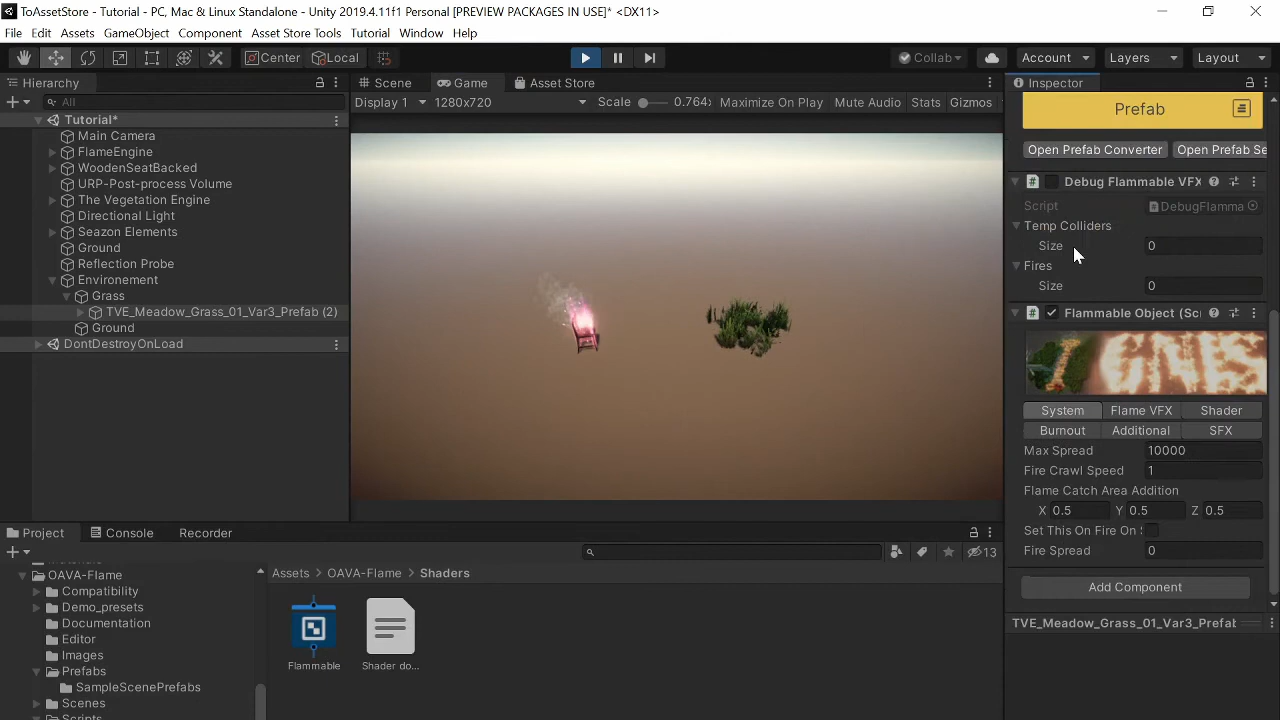 ToAssetStore - Tutorial - PC, Mac & Linux Standalone - Unity 2019.4.11f1 Personal [PREVIEW PACKAGES IN USE]* <DX11>
File Edit Assets GameObject Component Asset Store Tools Tutorial Window Help
Center Local Collab Account Layers Layout
Hierarchy
All
Tutorial*
Main Camera
FlameEngine
WoodenSeatBacked
URP-Post-process Volume
The Vegetation Engine
Directional Light
Seazon Elements
Ground
Reflection Probe
Environement
Grass
TVE_Meadow_Grass_01_Var3_Prefab (2)
Ground
DontDestroyOnLoad
Scene Game Asset Store
Display 1 1280x720 Scale 0.764x Maximize On Play Mute Audio Stats Gizmos
Inspector
Prefab
Open Prefab Converter Open Prefab Se
# Debug Flammable VFX
Script DebugFlamma
Temp Colliders
Size 0
Fires
Size 0
# Flammable Object (Sc
IGNIS
System Flame VFX Shader
Burnout Additional SFX
Max Spread 10000
Fire Crawl Speed 1
Flame Catch Area Addition
X 0.5 Y 0.5 Z 0.5
Set This On Fire On
Fire Spread 0
Add Component
TVE_Meadow_Grass_01_Var3_Prefab
Project Console Recorder
13
OAVA-Flame
Compatibility
Demo_presets
Documentation
Editor
Images
Prefabs
SampleScenePrefabs
Scenes
Scripts
Assets > OAVA-Flame > Shaders
Flammable
Shader do...